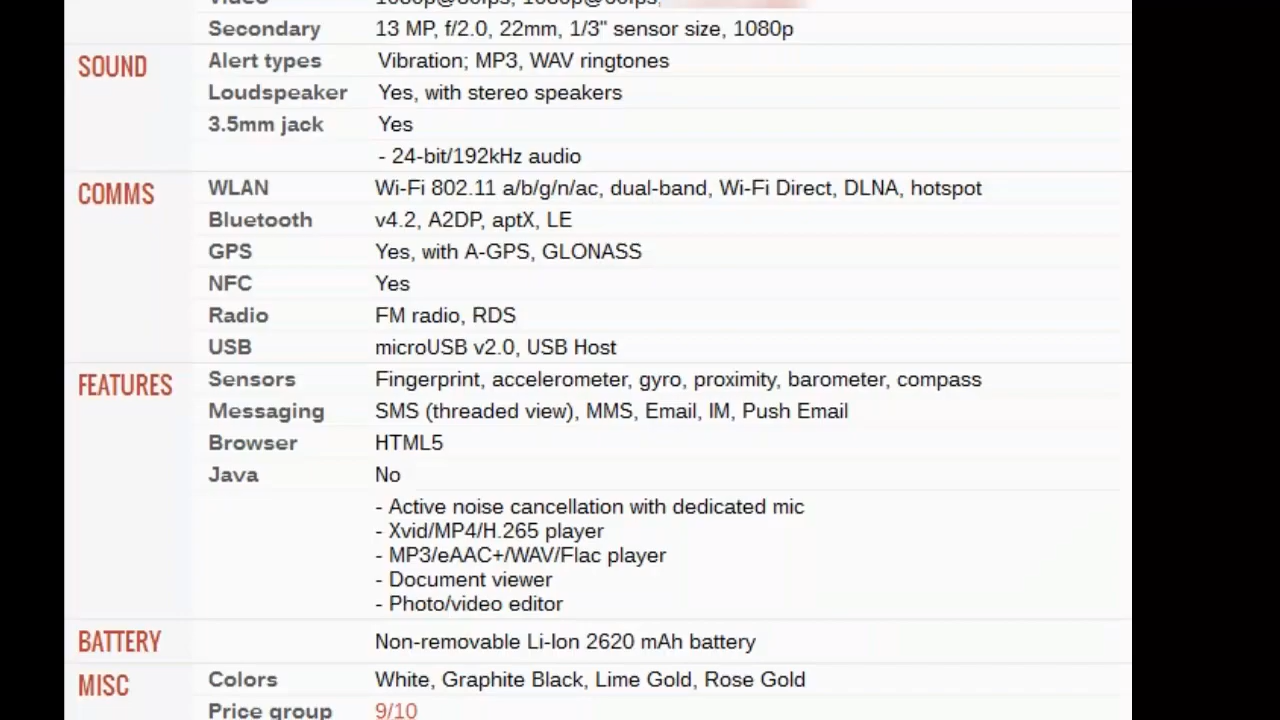 Video 1080p@30fps, 1080p@60fps,
Secondary 13 MP, f/2.0, 22mm, 1/3" sensor size, 1080p
SOUND Alert types Vibration; MP3, WAV ringtones
Loudspeaker Yes, with stereo speakers
3.5mm jack Yes
- 24-bit/192kHz audio
COMMS WLAN Wi-Fi 802.11 a/b/g/n/ac, dual-band, Wi-Fi Direct, DLNA, hotspot
Bluetooth v4.2, A2DP, aptX, LE
GPS Yes, with A-GPS, GLONASS
NFC Yes
Radio FM radio, RDS
USB microUSB v2.0, USB Host
FEATURES Sensors Fingerprint, accelerometer, gyro, proximity, barometer, compass
Messaging SMS (threaded view), MMS, Email, IM, Push Email
Browser HTML5
Java No
- Active noise cancellation with dedicated mic
- Xvid/MP4/H.265 player
- MP3/eAAC+/WAV/Flac player
- Document viewer
- Photo/video editor
BATTERY Non-removable Li-Ion 2620 mAh battery
MISC Colors White, Graphite Black, Lime Gold, Rose Gold
Price group 9/10